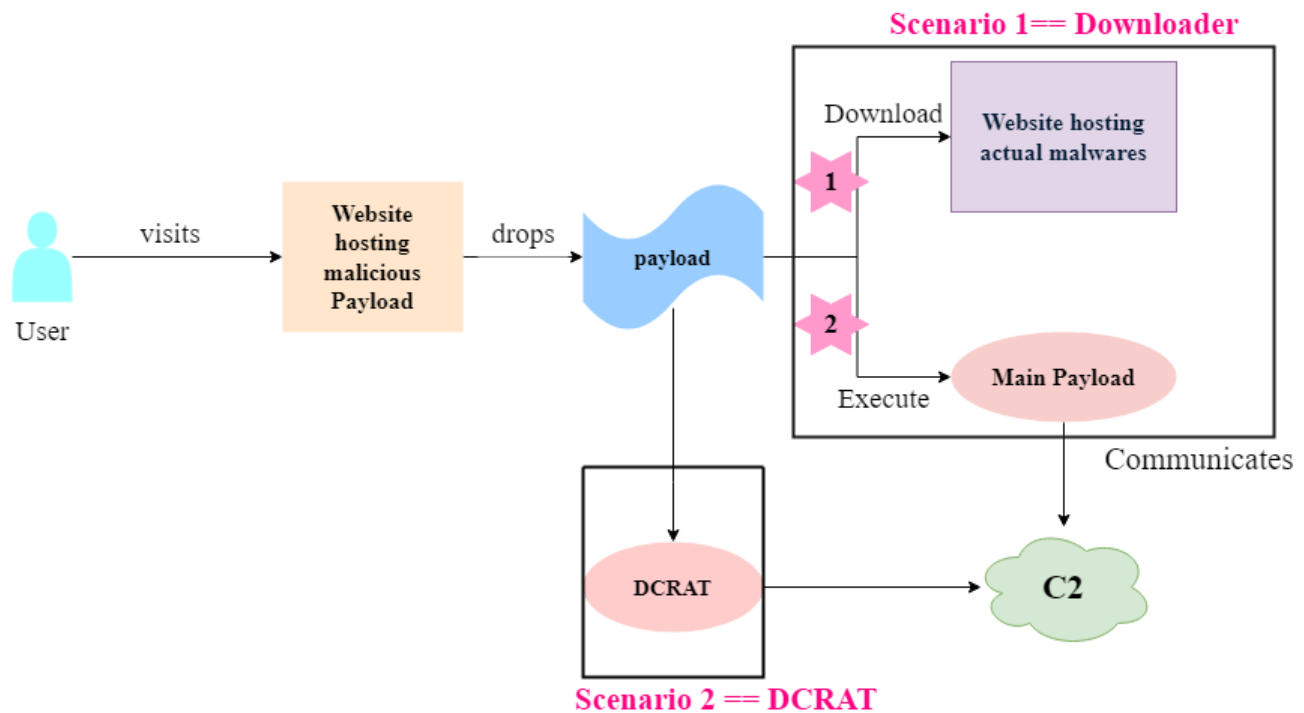 Scenario 1== Downloader
Download
Website hosting
actual malwares
1
visits
Website
hosting
malicious
Payload
drops
payload
User
2
Execute
Main Payload
Communicates
DCRAT
C2
Scenario 2 == DCRAT